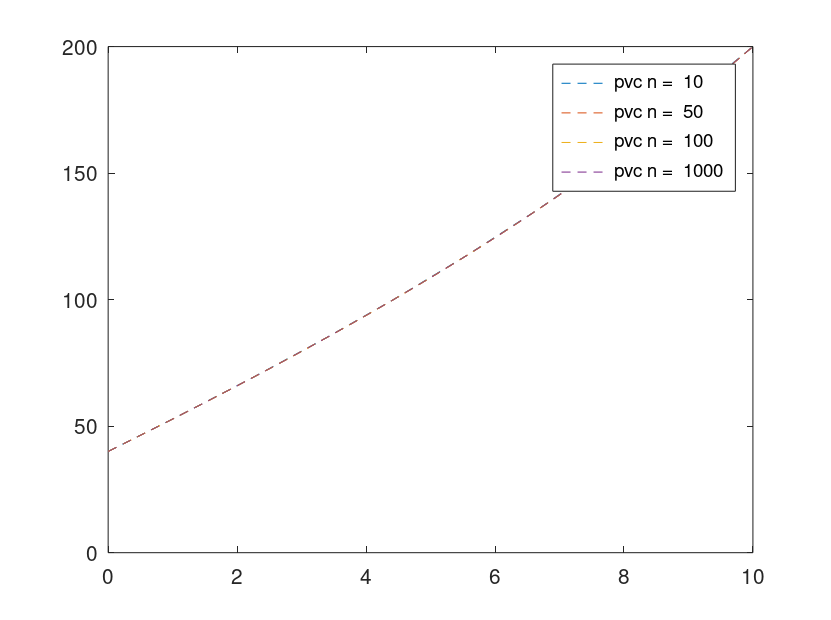 200
150
100
50
0
0 2 4 6 8 10
pvc n = 10
pvc n = 50
pvc n = 100
pvc n = 1000